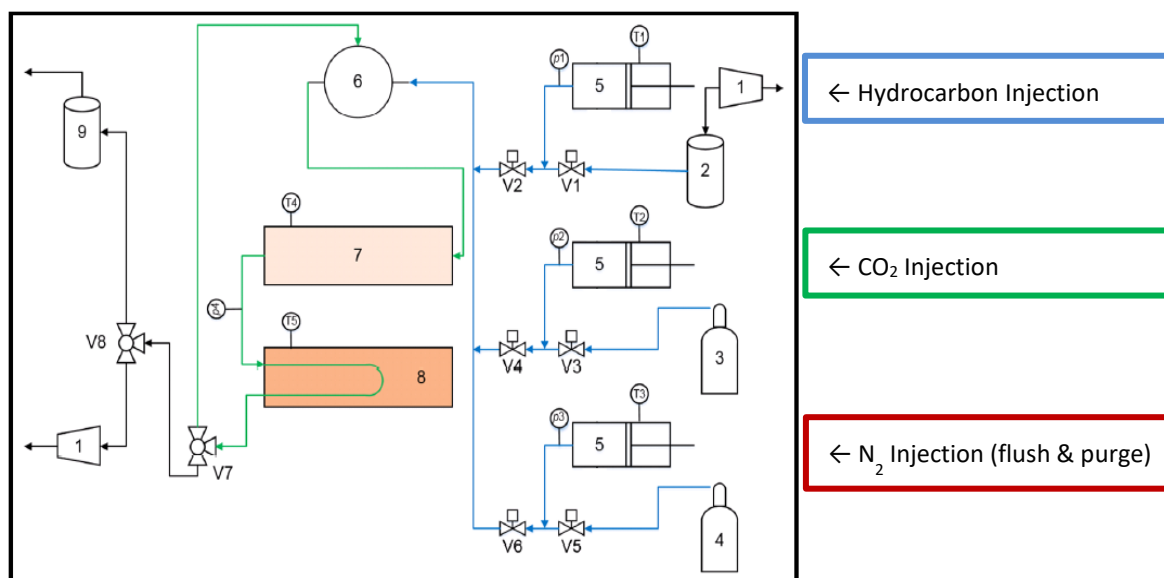 T1
p1
6
5
1
← Hydrocarbon Injection
9
2
V2
V1
T4
T2
p2
7
5
← CO₂ Injection
p4
T5
V8
8
V4
V3
3
T3
p3
1
5
← N₂ Injection (flush & purge)
V7
4
V6
V5